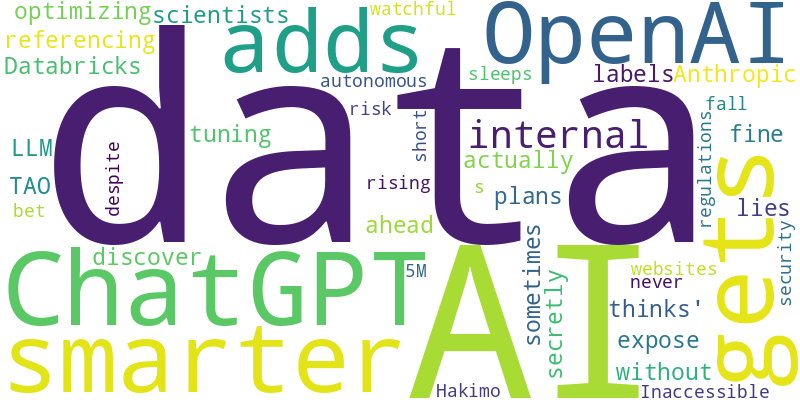 optimizing
scientists
watchful
OpenAI
referencing
adds
Databricks
autonomous
sleeps
labels
Anthropic
data
risk
short
fall
LLM
tuning
internal
regulations
fine
despite
actually
TAO
rising
s
plans
lies
bet
ahead
gets
security
discover
ChatGPT
5M
AI
sometimes
secretly
websites
never
thinks'
smarter
expose
without
Hakimo
Inaccessible